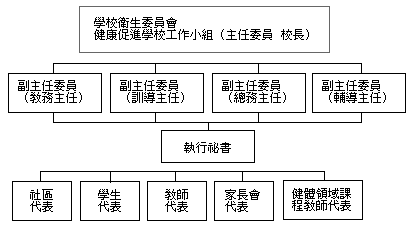 學校衛生委員會
健康促進學校工作小組（主任委員 校長）
副主任委員
（教務主任）
副主任委員
（訓導主任）
副主任委員
（總務主任）
副主任委員
（輔導主任）
執行祕書
社區
代表
學生
代表
教師
代表
家長會
代表
健體領域課
程教師代表